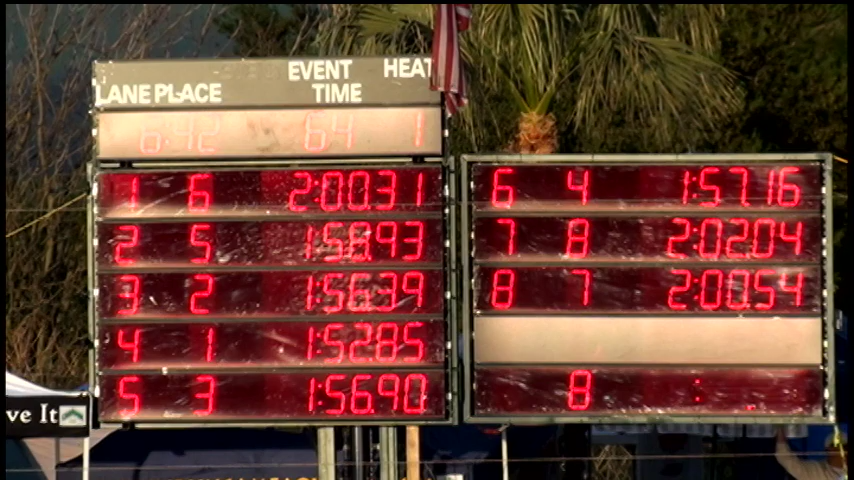 EVENT HEAT
LANE PLACE TIME
6:42 64 1
1 6 2:00.31
2 5 1:58.93
3 2 1:56.39
4 1 1:52.85
5 3 1:56.90
6 4 1:57.16
7 8 2:02.04
8 7 2:00.54
8 : .
ve It